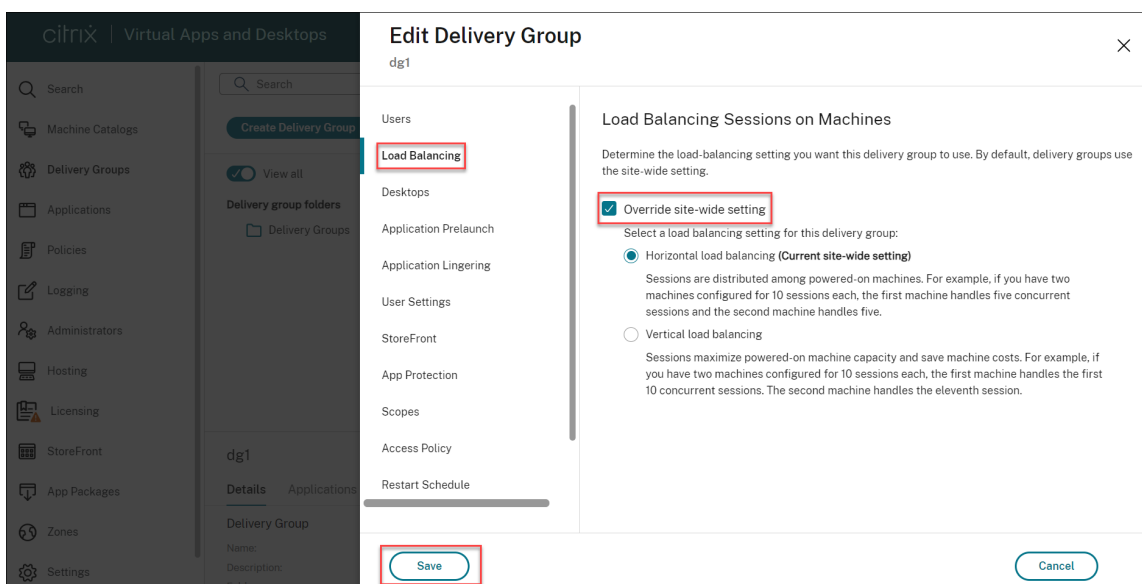 citrix | Virtual Apps and Desktops
Search
Machine Catalogs
Delivery Groups
Applications
Policies
Logging
Administrators
Hosting
Licensing
StoreFront
App Packages
Zones
Settings
Search
Create Delivery Group
View all
Delivery group folders
Delivery Groups
dg1
Details Applications
Delivery Group
Name:
Description:
Edit Delivery Group
dg1
Users
Load Balancing
Desktops
Application Prelaunch
Application Lingering
User Settings
StoreFront
App Protection
Scopes
Access Policy
Restart Schedule
Load Balancing Sessions on Machines
Determine the load-balancing setting you want this delivery group to use. By default, delivery groups use
the site-wide setting.
Override site-wide setting
Select a load balancing setting for this delivery group:
Horizontal load balancing (Current site-wide setting)
Sessions are distributed among powered-on machines. For example, if you have two
machines configured for 10 sessions each, the first machine handles five concurrent
sessions and the second machine handles five.
Vertical load balancing
Sessions maximize powered-on machine capacity and save machine costs. For example, if
you have two machines configured for 10 sessions each, the first machine handles the first
10 concurrent sessions. The second machine handles the eleventh session.
Save
Cancel